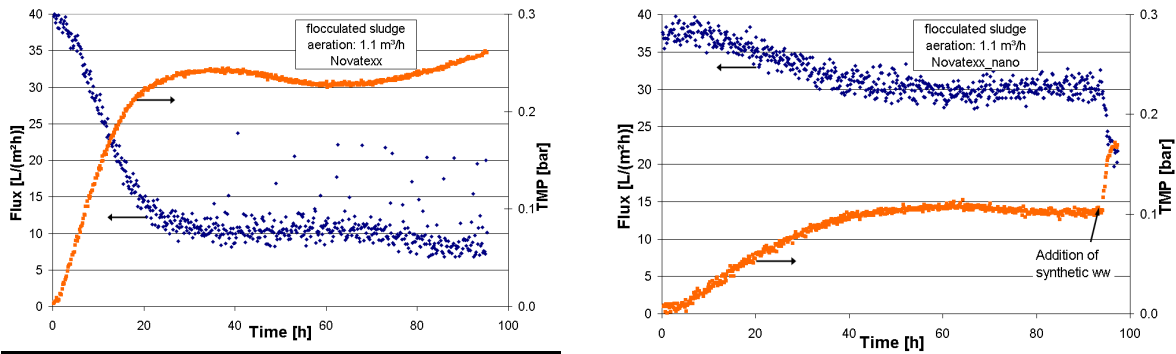 flocculated sludge
aeration: 1.1 m³/h
Novatexx
Flux [L/(m²h)]
40
35
30
25
20
15
10
5
0
0
20
40
60
80
100
Time [h]
0.3
0.2
0.1
0.0
TMP [bar]
flocculated sludge
aeration: 1.1 m³/h
Novatexx_nano
Flux [L/(m²h)]
40
35
30
25
20
15
10
5
0
0
20
40
60
80
100
Time [h]
0.3
0.2
0.1
0.0
TMP [bar]
Addition of
synthetic ww